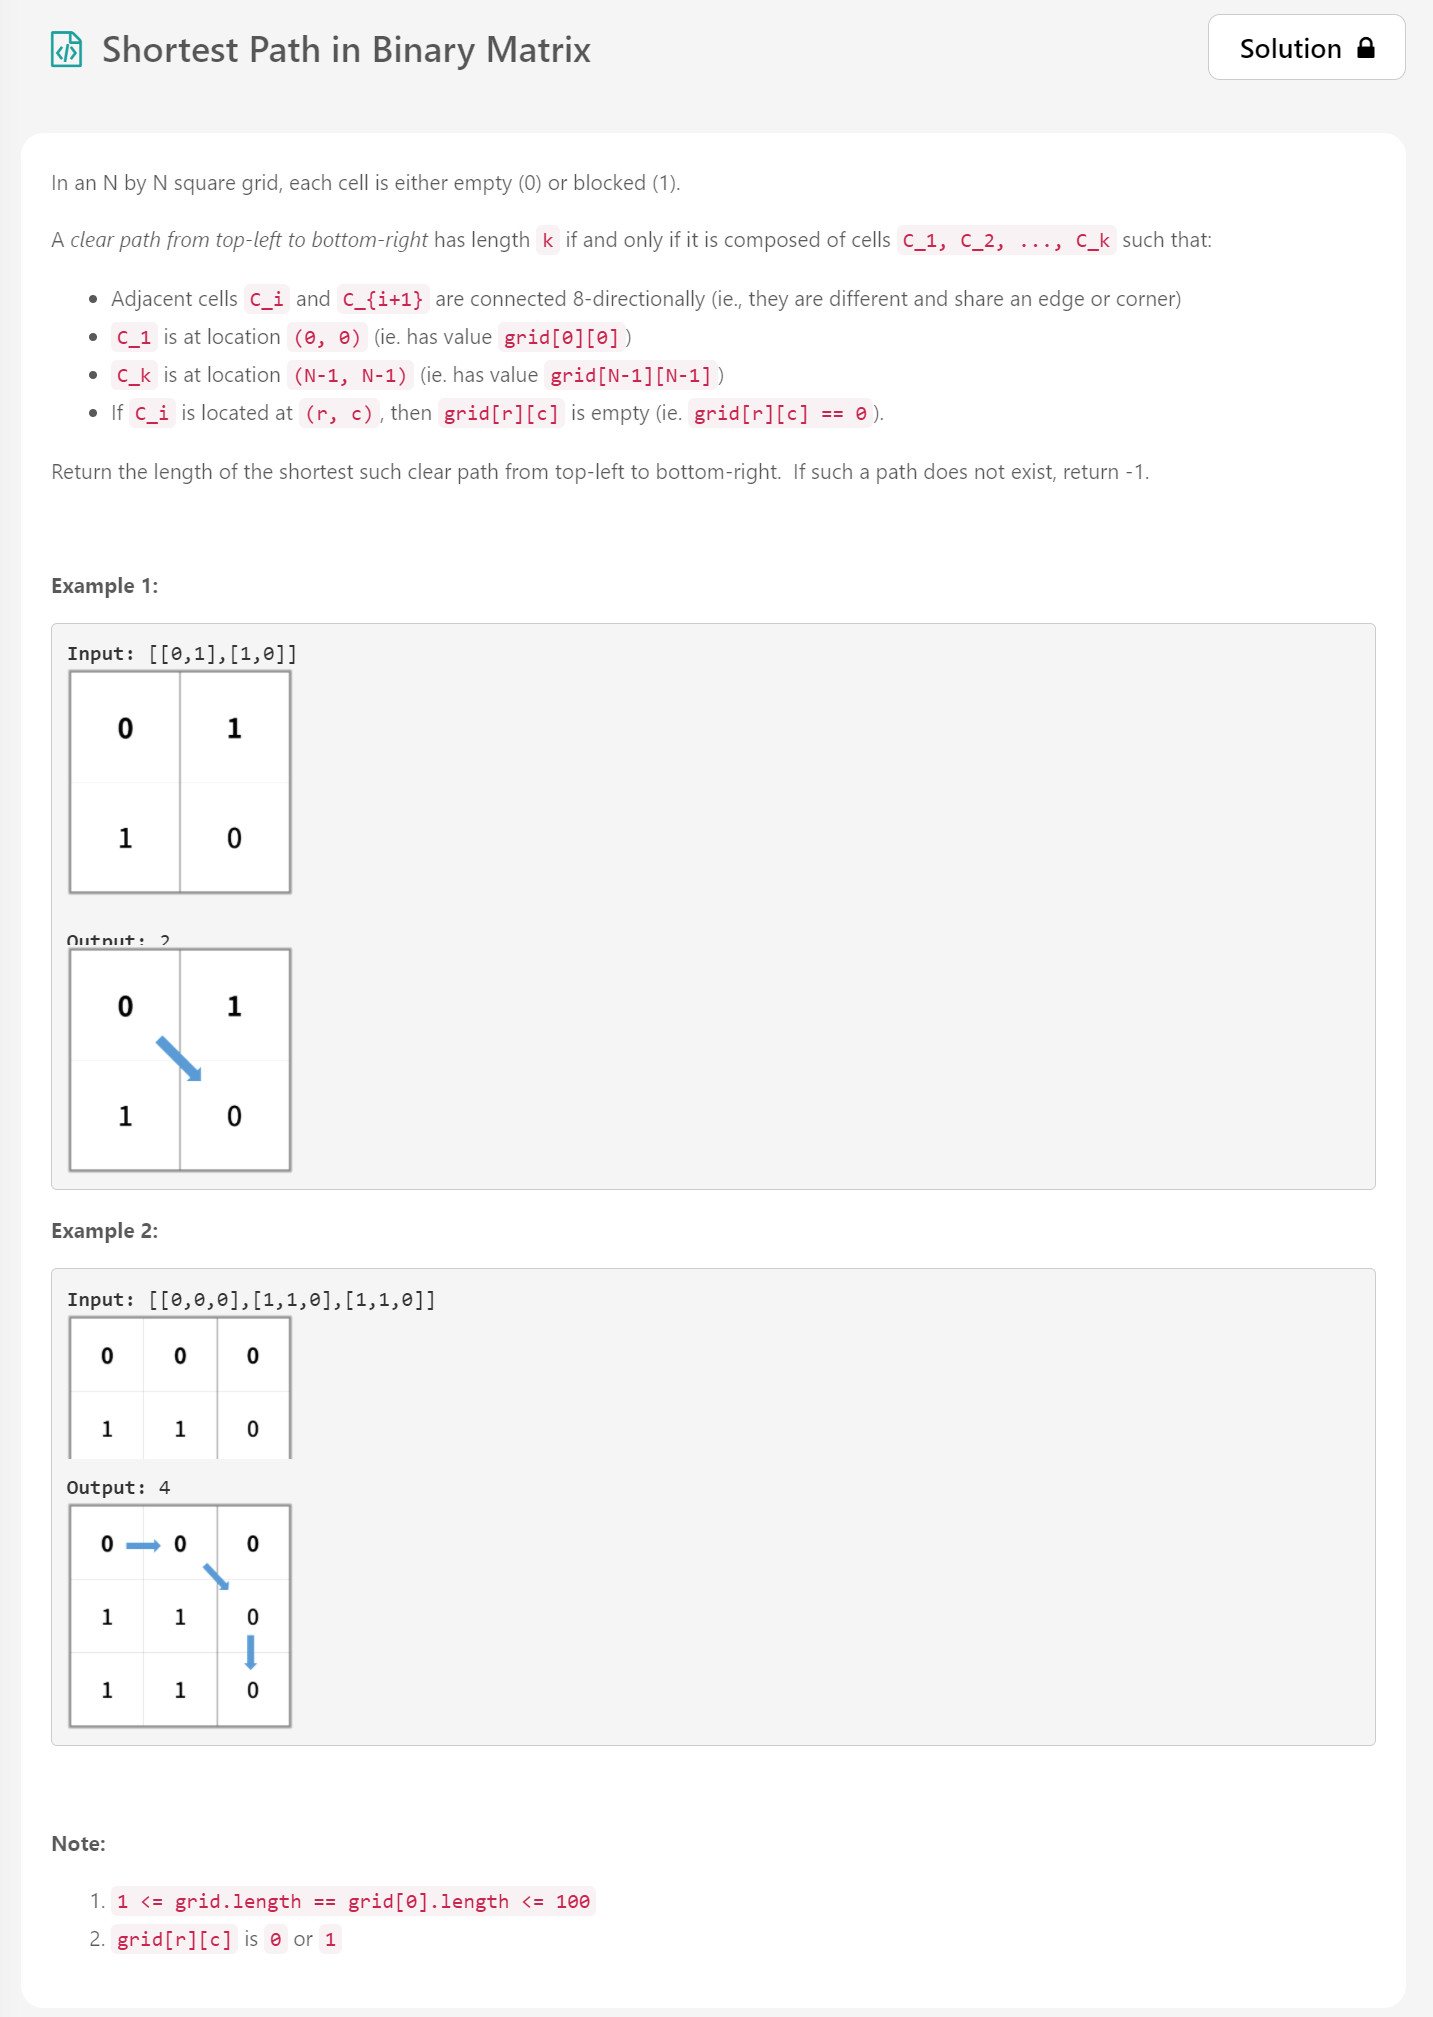 Shortest Path in Binary Matrix
Solution
In an N by N square grid, each cell is either empty (0) or blocked (1).
A clear path from top-left to bottom-right has length k if and only if it is composed of cells C_1, C_2, ..., C_k such that:
Adjacent cells C_i and C_{i+1} are connected 8-directionally (ie., they are different and share an edge or corner)
C_1 is at location (0, 0) (ie. has value grid[0][0])
C_k is at location (N-1, N-1) (ie. has value grid[N-1][N-1])
If C_i is located at (r, c), then grid[r][c] is empty (ie. grid[r][c] == 0).
Return the length of the shortest such clear path from top-left to bottom-right.  If such a path does not exist, return -1.
Example 1:
Input: [[0,1],[1,0]]
0 1
1 0
Output: 2
0 1
1 0
Example 2:
Input: [[0,0,0],[1,1,0],[1,1,0]]
0 0 0
1 1 0
Output: 4
0 0 0
1 1 0
1 1 0
Note:
1. 1 <= grid.length == grid[0].length <= 100
2. grid[r][c] is 0 or 1